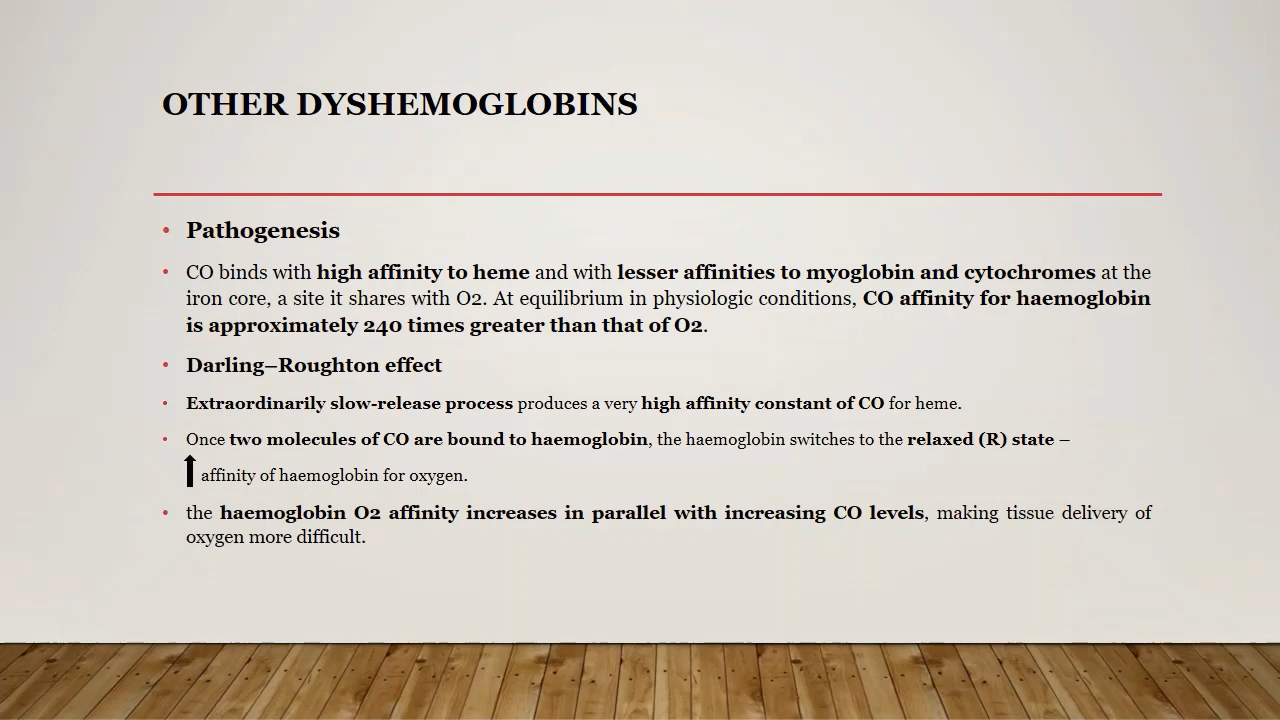 OTHER DYSHEMOGLOBINS
• Pathogenesis
• CO binds with high affinity to heme and with lesser affinities to myoglobin and cytochromes at the
iron core, a site it shares with O2. At equilibrium in physiologic conditions, CO affinity for haemoglobin
is approximately 240 times greater than that of O2.
• Darling–Roughton effect
• Extraordinarily slow-release process produces a very high affinity constant of CO for heme.
• Once two molecules of CO are bound to haemoglobin, the haemoglobin switches to the relaxed (R) state –
affinity of haemoglobin for oxygen.
• the haemoglobin O2 affinity increases in parallel with increasing CO levels, making tissue delivery of
oxygen more difficult.